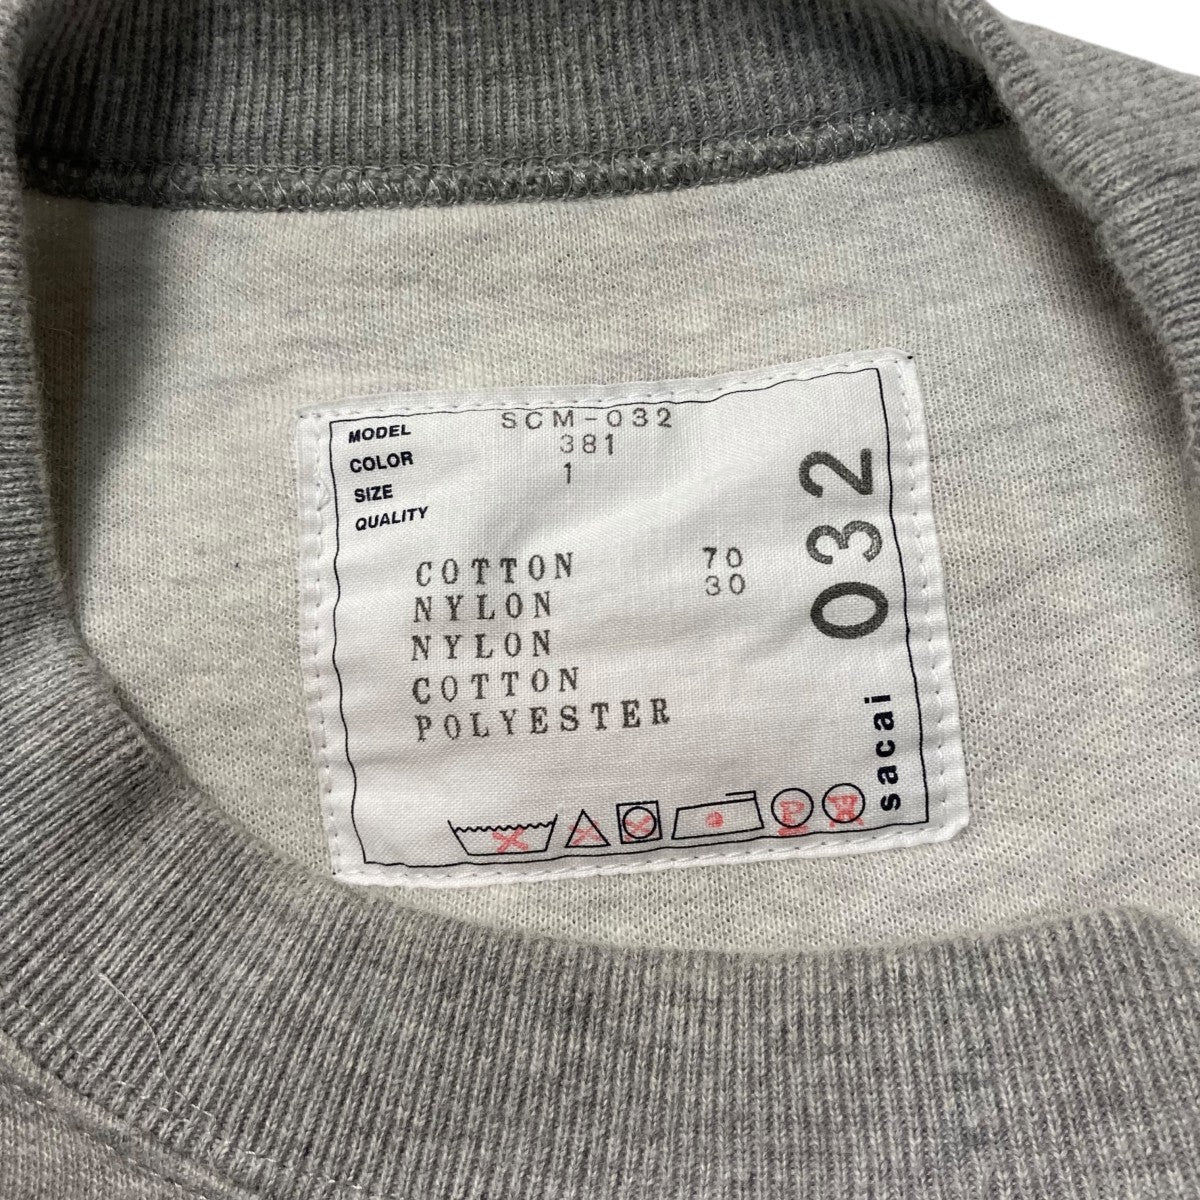 MODEL SCM-032
COLOR 381
SIZE 1
QUALITY
COTTON 70
NYLON 30
NYLON
COTTON
POLYESTER
032
sacai
P W